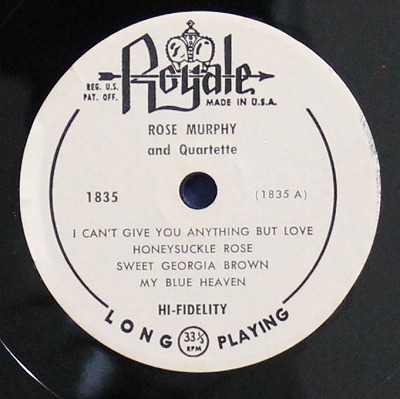 Royale
REG. U.S.
PAT. OFF.
MADE IN U.S.A.
ROSE MURPHY
and Quartette
1835
(1835 A)
I CAN'T GIVE YOU ANYTHING BUT LOVE
HONEYSUCKLE ROSE
SWEET GEORGIA BROWN
MY BLUE HEAVEN
HI-FIDELITY
LONG 33⅓ RPM PLAYING